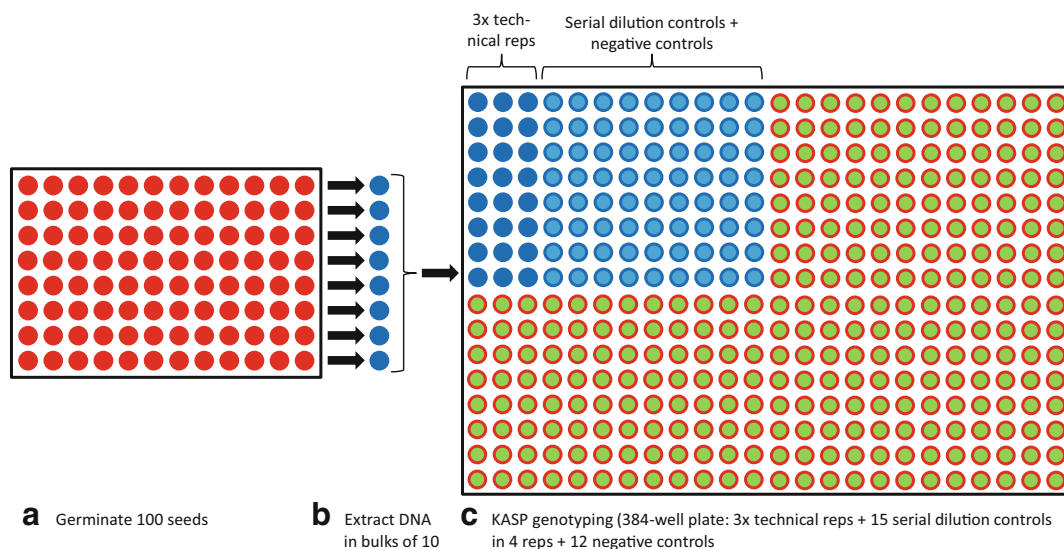 3x tech-
nical reps
Serial dilution controls +
negative controls
a Germinate 100 seeds
b Extract DNA
in bulks of 10
c KASP genotyping (384-well plate: 3x technical reps + 15 serial dilution controls
in 4 reps + 12 negative controls